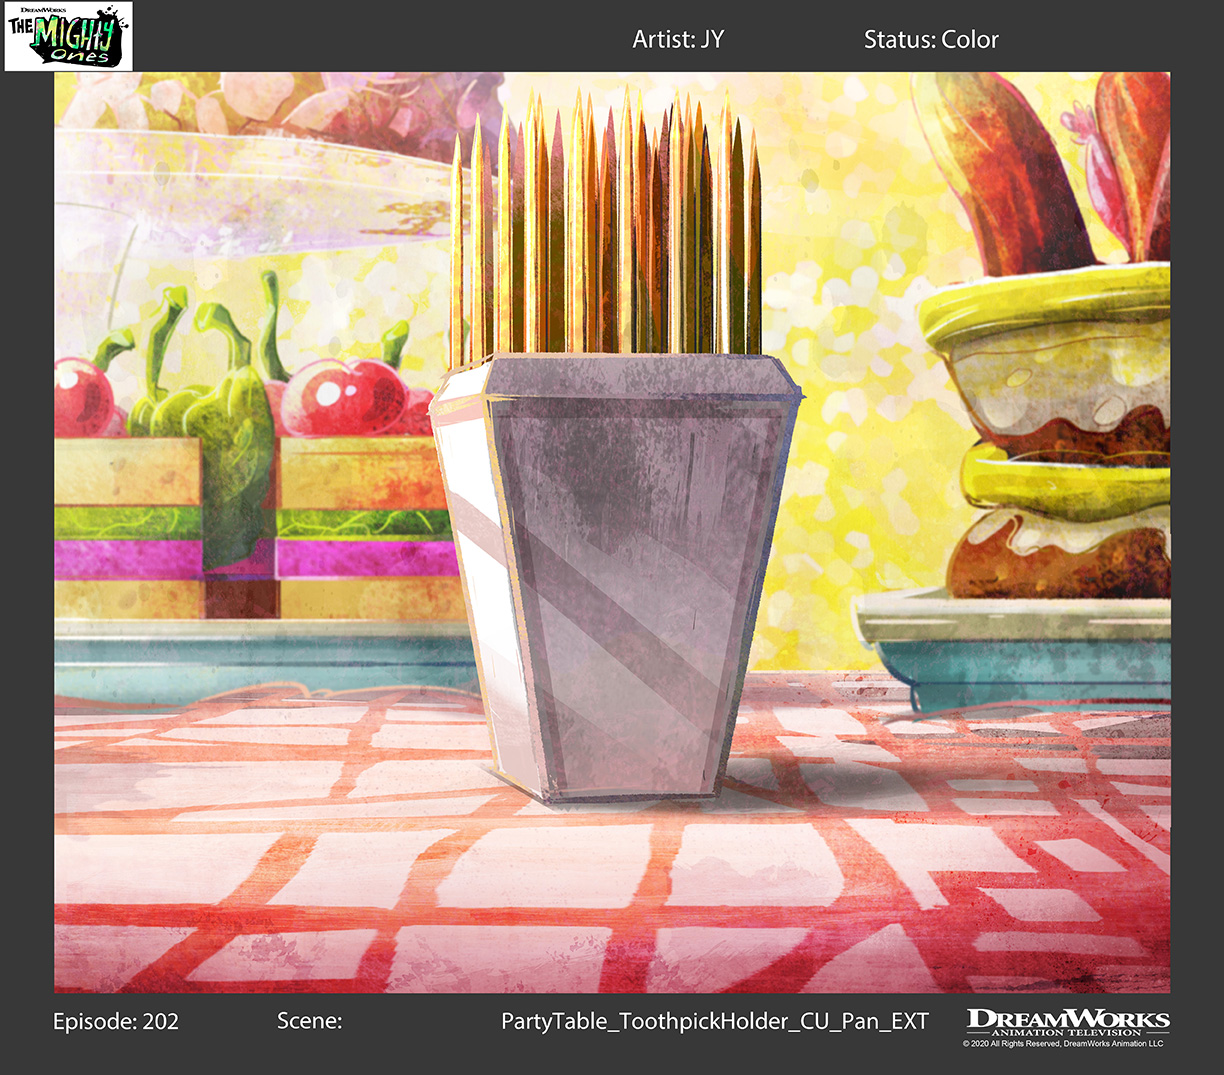 DREAMWORKS
THE MIGHTY
ONES
Artist: JY
Status: Color
Episode: 202
Scene:
PartyTable_ToothpickHolder_CU_Pan_EXT
DREAMWORKS
ANIMATION TELEVISION
© 2020 All Rights Reserved, DreamWorks Animation LLC